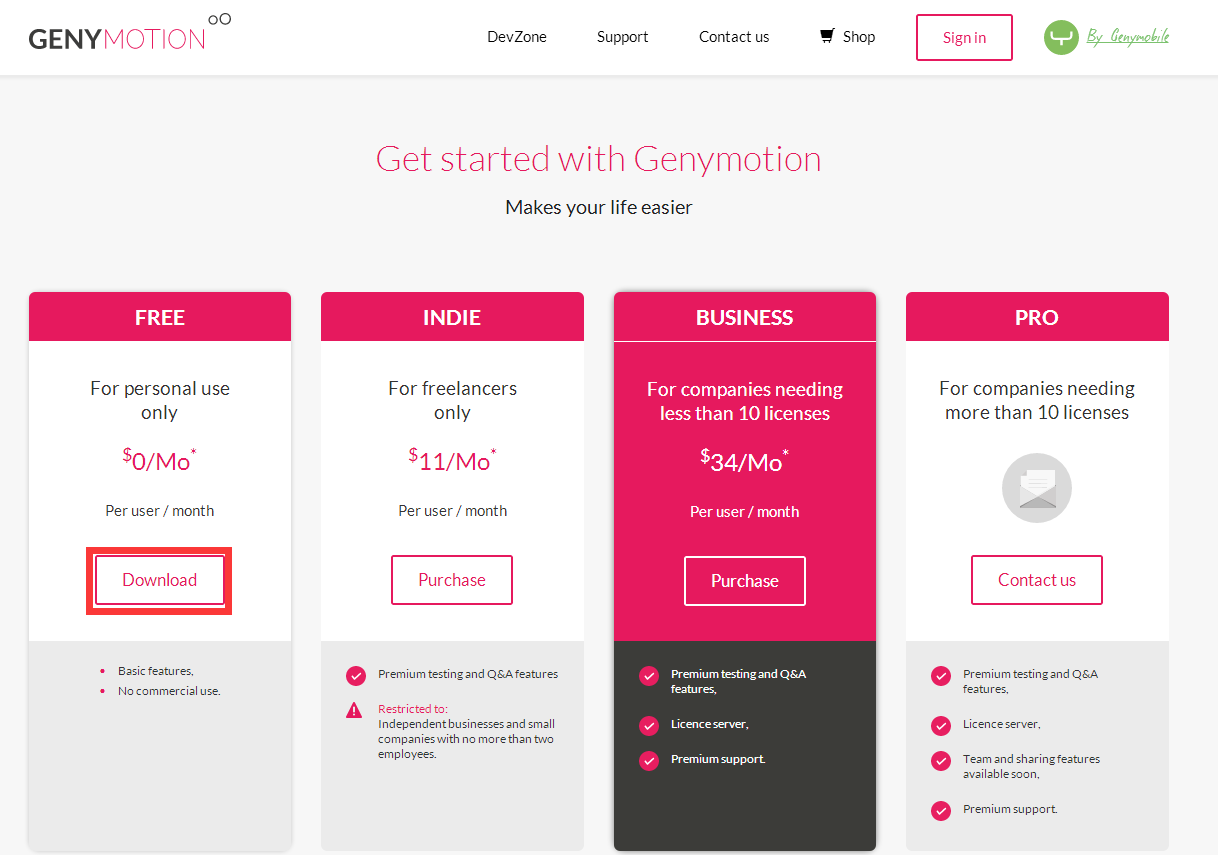 GENYMOTION
DevZone
Support
Contact us
Shop
Sign in
By Genymobile
Get started with Genymotion
Makes your life easier
FREE
For personal use
only
$0/Mo*
Per user / month
Download
Basic features,
No commercial use.
INDIE
For freelancers
only
$11/Mo*
Per user / month
Purchase
Premium testing and Q&A features
Restricted to:
Independent businesses and small
companies with no more than two
employees.
BUSINESS
For companies needing
less than 10 licenses
$34/Mo*
Per user / month
Purchase
Premium testing and Q&A
features,
Licence server,
Premium support.
PRO
For companies needing
more than 10 licenses
Contact us
Premium testing and Q&A
features,
Licence server,
Team and sharing features
available soon,
Premium support.